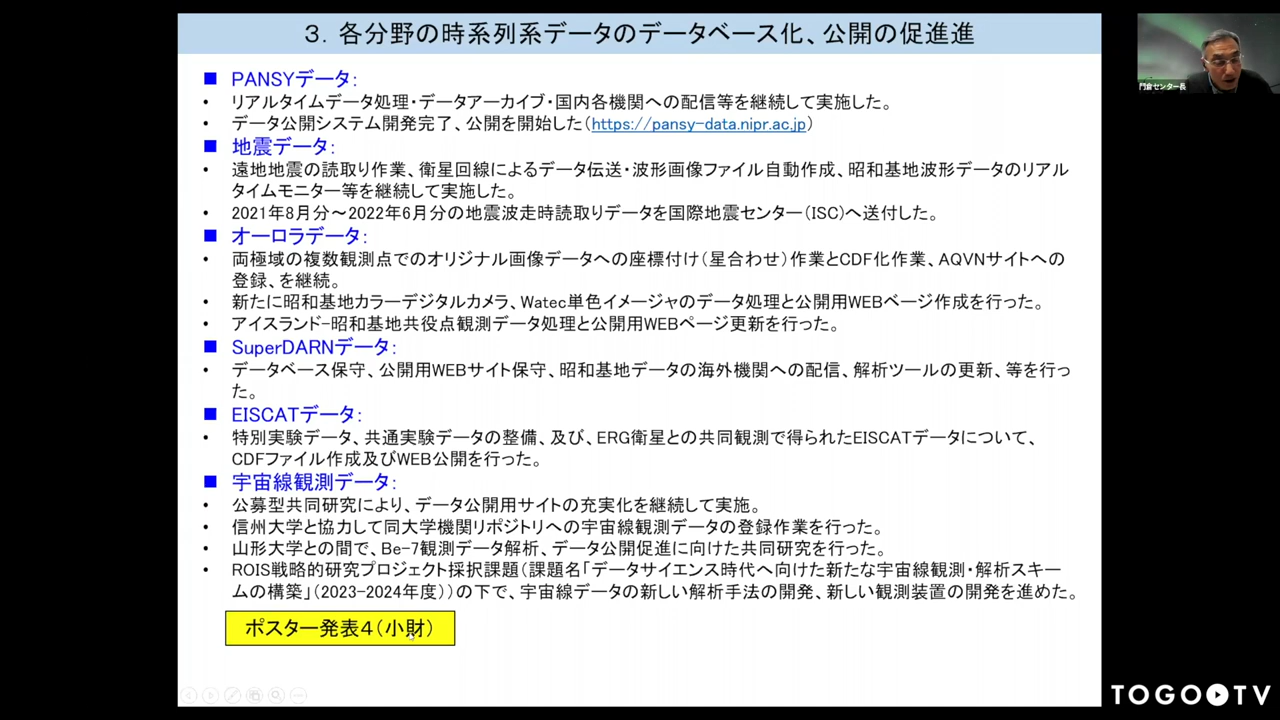 ３．各分野の時系列系データのデータベース化、公開の促進進
■ PANSYデータ：
・ リアルタイムデータ処理・データアーカイブ・国内各機関への配信等を継続して実施した。
・ データ公開システム開発完了、公開を開始した（https://pansy-data.nipr.ac.jp）
■ 地震データ：
・ 遠地地震の読取り作業、衛星回線によるデータ伝送・波形画像ファイル自動作成、昭和基地波形データのリアル
タイムモニター等を継続して実施した。
・ 2021年8月分～2022年6月分の地震波走時読取りデータを国際地震センター（ISC）へ送付した。
■ オーロラデータ：
・ 両極域の複数観測点でのオリジナル画像データへの座標付け（星合わせ）作業とCDF化作業、AQVNサイトへの
登録、を継続。
・ 新たに昭和基地カラーデジタルカメラ、Watec単色イメージャのデータ処理と公開用WEBページ作成を行った。
・ アイスランド-昭和基地共役点観測データ処理と公開用WEBページ更新を行った。
■ SuperDARNデータ：
・ データベース保守、公開用WEBサイト保守、昭和基地データの海外機関への配信、解析ツールの更新、等を行っ
た。
■ EISCATデータ：
・ 特別実験データ、共通実験データの整備、及び、ERG衛星との共同観測で得られたEISCATデータについて、
CDFファイル作成及びWEB公開を行った。
■ 宇宙線観測データ：
・ 公募型共同研究により、データ公開用サイトの充実化を継続して実施。
・ 信州大学と協力して同大学機関リポジトリへの宇宙線観測データの登録作業を行った。
・ 山形大学との間で、Be-7観測データ解析、データ公開促進に向けた共同研究を行った。
・ ROIS戦略的研究プロジェクト採択課題（課題名「データサイエンス時代へ向けた新たな宇宙線観測・解析スキー
ムの構築」（2023-2024年度））の下で、宇宙線データの新しい解析手法の開発、新しい観測装置の開発を進めた。
ポスター発表４（小財）
門倉センター長
TOGO TV